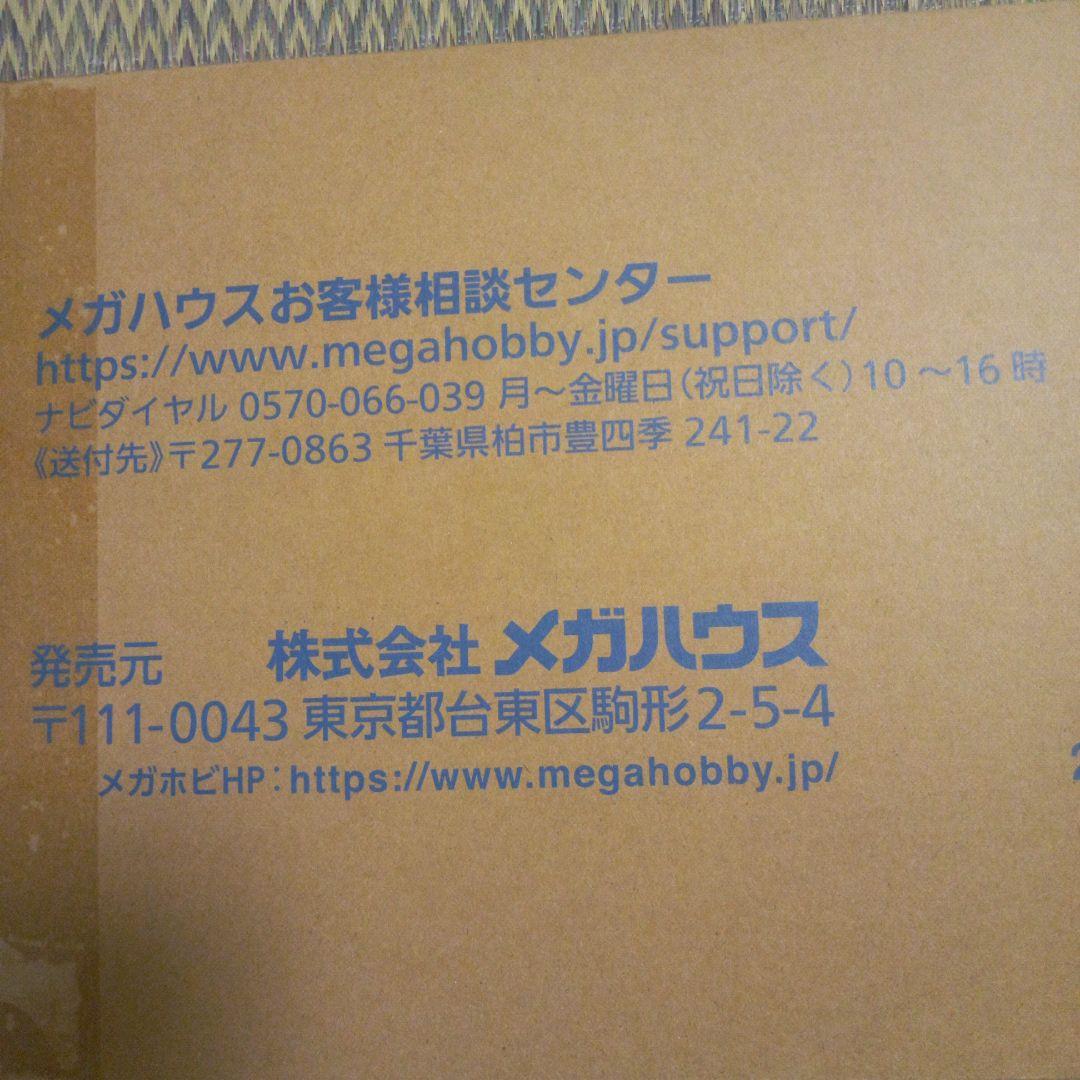 メガハウスお客様相談センター
https://www.megahobby.jp/support/
ナビダイヤル 0570-066-039 月～金曜日(祝日除く)10～16時
《送付先》〒277-0863 千葉県柏市豊四季 241-22
発売元 株式会社 メガハウス
〒111-0043 東京都台東区駒形2-5-4
メガホビHP:https://www.megahobby.jp/